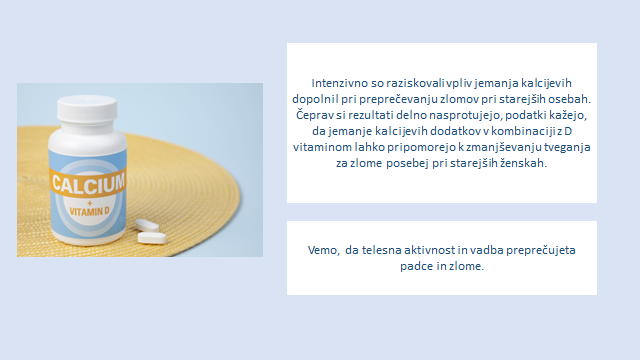 CALCIUM
+
VITAMIN D
Intenzivno so raziskovali vpliv jemanja kalcijevih
dopolnil pri preprečevanju zlomov pri starejših osebah.
Čeprav si rezultati delno nasprotujejo, podatki kažejo,
da jemanje kalcijevih dodatkov v kombinaciji z D
vitaminom lahko pripomorejo k zmanjševanju tveganja
za zlome posebej pri starejših ženskah.
Vemo, da telesna aktivnost in vadba preprečujeta
padce in zlome.